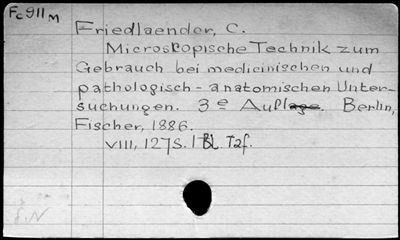 Fc911M
Friedlaender, C.
Microskopische Technik zum
Gebrauch bei medicinischen und
pathologisch-anatomischen Unter-
suchungen. 3e Auflage. Berlin,
Fischer, 1886.
VIII, 127S. 1 Bl. Taf.